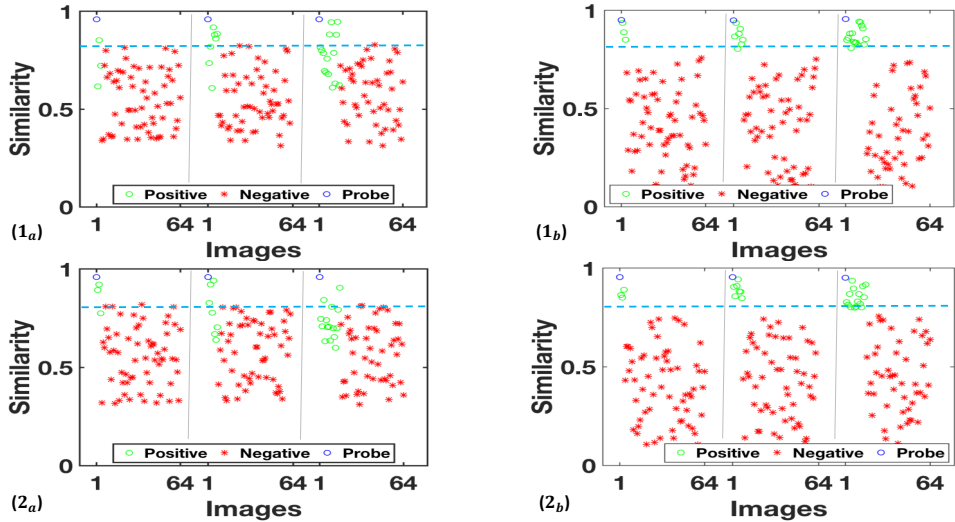 1
Similarity
0.5
0
Positive Negative Probe
1 64 1 64 1 64
Images
(1a)
1
Similarity
0.5
0
Positive Negative Probe
1 64 1 64 1 64
Images
(1b)
1
Similarity
0.5
0
Positive Negative Probe
1 64 1 64 1 64
Images
(2a)
1
Similarity
0.5
0
Positive Negative Probe
1 64 1 64 1 64
Images
(2b)